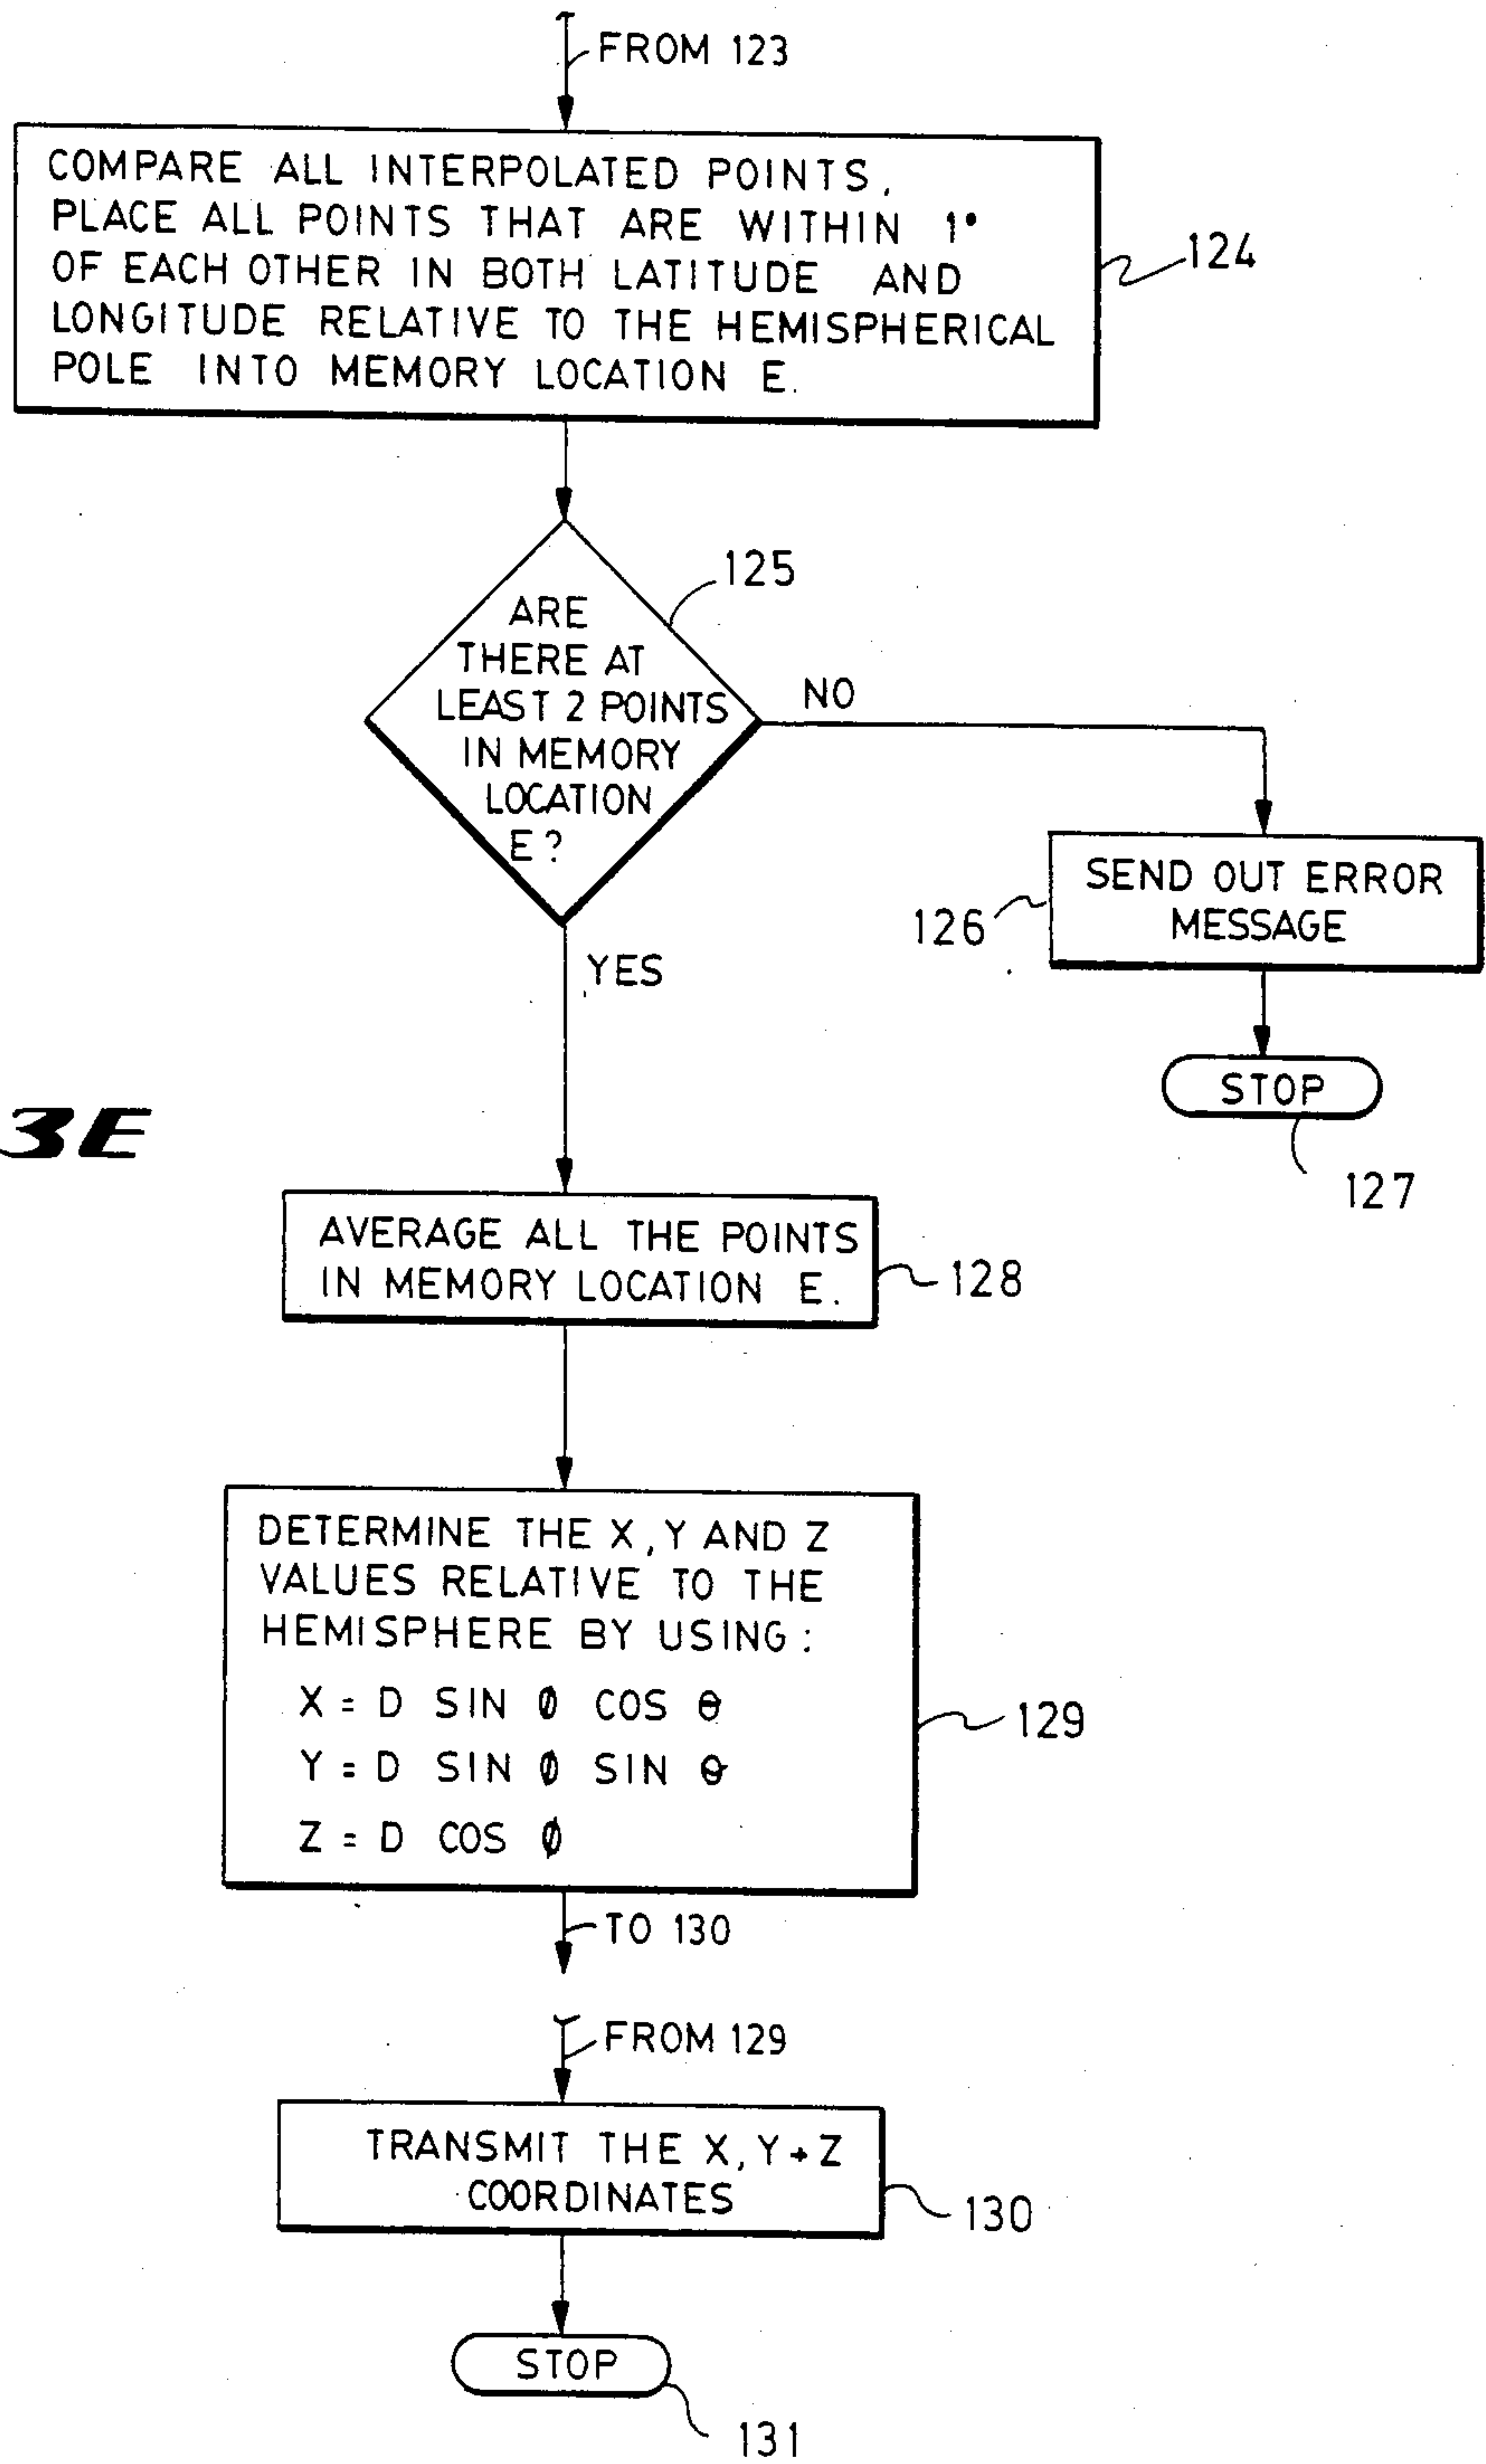 FROM 123
COMPARE ALL INTERPOLATED POINTS.
PLACE ALL POINTS THAT ARE WITHIN 1°
OF EACH OTHER IN BOTH LATITUDE AND
LONGITUDE RELATIVE TO THE HEMISPHERICAL
POLE INTO MEMORY LOCATION E.
124
125
ARE
THERE AT
LEAST 2 POINTS
IN MEMORY
LOCATION
E?
NO
SEND OUT ERROR
MESSAGE
126
YES
STOP
127
3E
AVERAGE ALL THE POINTS
IN MEMORY LOCATION E.
128
DETERMINE THE X, Y AND Z
VALUES RELATIVE TO THE
HEMISPHERE BY USING:
X = D SIN Ø COS θ
Y = D SIN Ø SIN θ
Z = D COS Ø
129
TO 130
FROM 129
TRANSMIT THE X, Y + Z
COORDINATES
130
STOP
131